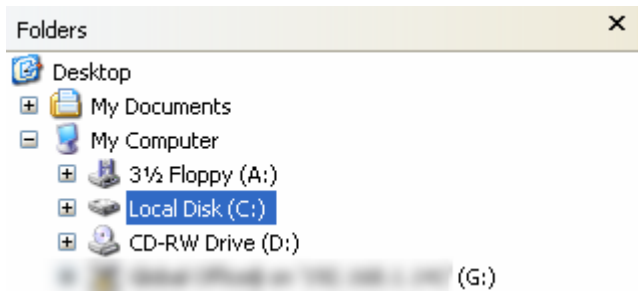 Folders
Desktop
My Documents
My Computer
3½ Floppy (A:)
Local Disk (C:)
CD-RW Drive (D:)
(G:)